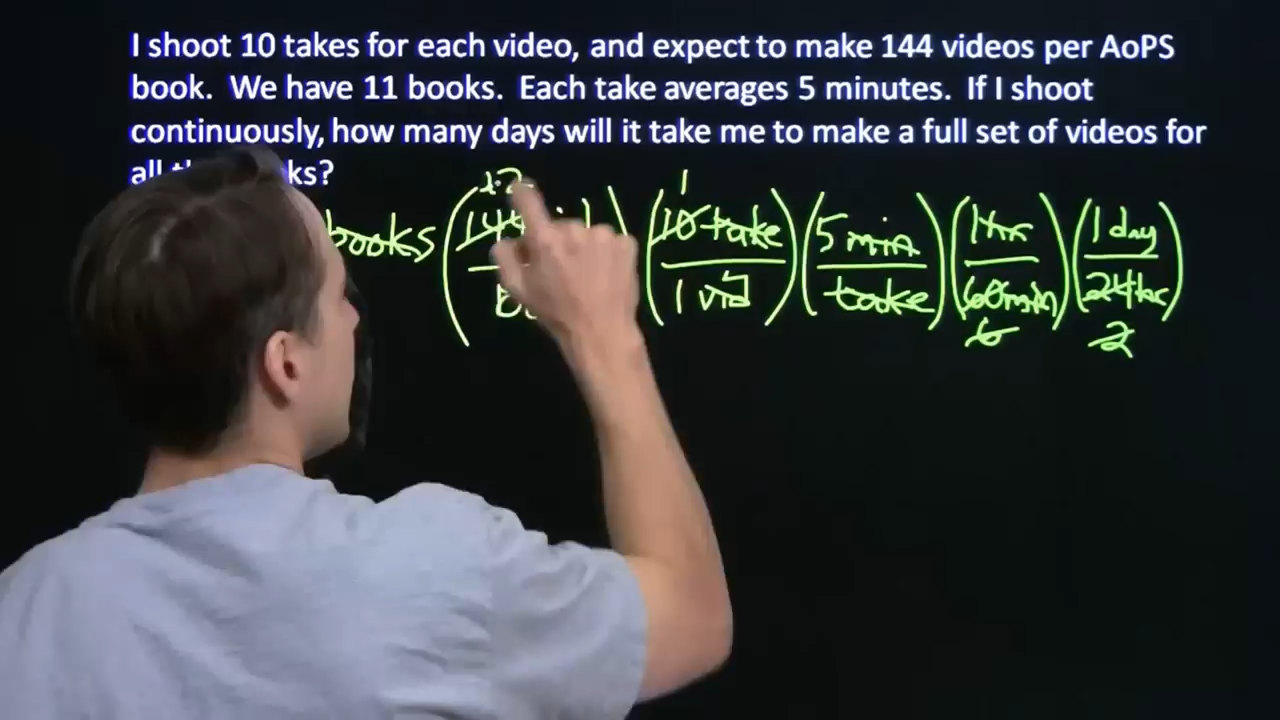 I shoot 10 takes for each video, and expect to make 144 videos per AoPS
book. We have 11 books. Each take averages 5 minutes. If I shoot
continuously, how many days will it take me to make a full set of videos for
all
1
books 10 take 5 min 1 hr 1 day
1 vid take 60 min 24 hr
6 2